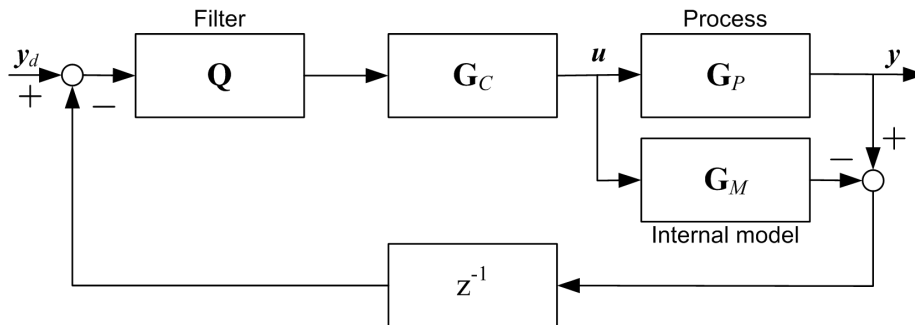 Filter
Process
y_d
+
−
Q
G_C
u
G_P
y
+
−
G_M
Internal model
z^-1